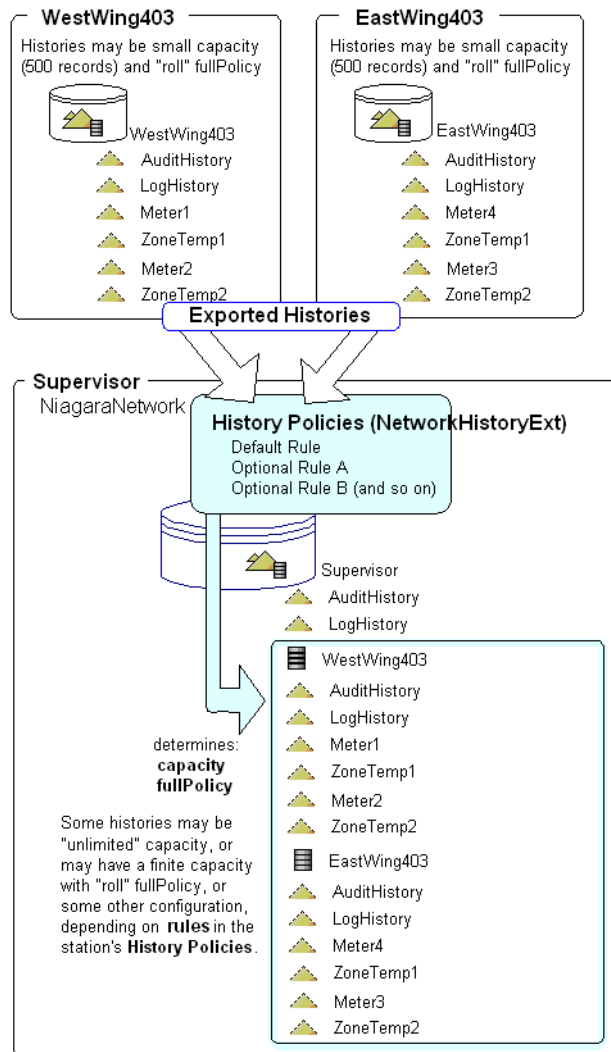 WestWing403
Histories may be small capacity
(500 records) and "roll" fullPolicy
WestWing403
AuditHistory
LogHistory
Meter1
ZoneTemp1
Meter2
ZoneTemp2
EastWing403
Histories may be small capacity
(500 records) and "roll" fullPolicy
EastWing403
AuditHistory
LogHistory
Meter4
ZoneTemp1
Meter3
ZoneTemp2
Exported Histories
Supervisor
NiagaraNetwork
History Policies (NetworkHistoryExt)
Default Rule
Optional Rule A
Optional Rule B (and so on)
Supervisor
AuditHistory
LogHistory
WestWing403
AuditHistory
LogHistory
Meter1
ZoneTemp1
Meter2
ZoneTemp2
EastWing403
AuditHistory
LogHistory
Meter4
ZoneTemp1
Meter3
ZoneTemp2
determines:
capacity
fullPolicy
Some histories may be
"unlimited" capacity, or
may have a finite capacity
with "roll" fullPolicy, or
some other configuration,
depending on rules in the
station's History Policies.